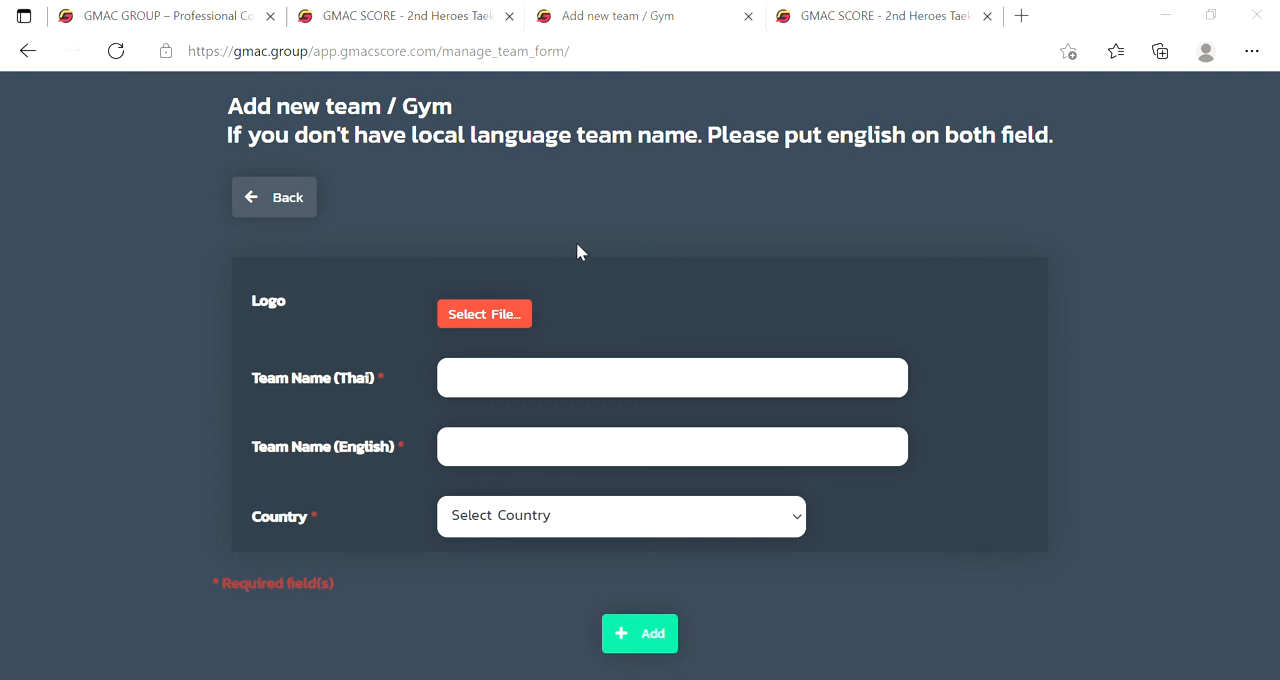 GMAC GROUP – Professional Co
GMAC SCORE - 2nd Heroes Taek
Add new team / Gym
GMAC SCORE - 2nd Heroes Taek
https://gmac.group/app.gmacscore.com/manage_team_form/
Add new team / Gym
If you don't have local language team name. Please put english on both field.
Back
Logo
Select File...
Team Name (Thai) *
Team Name (English) *
Country *
Select Country
* Required field(s)
Add